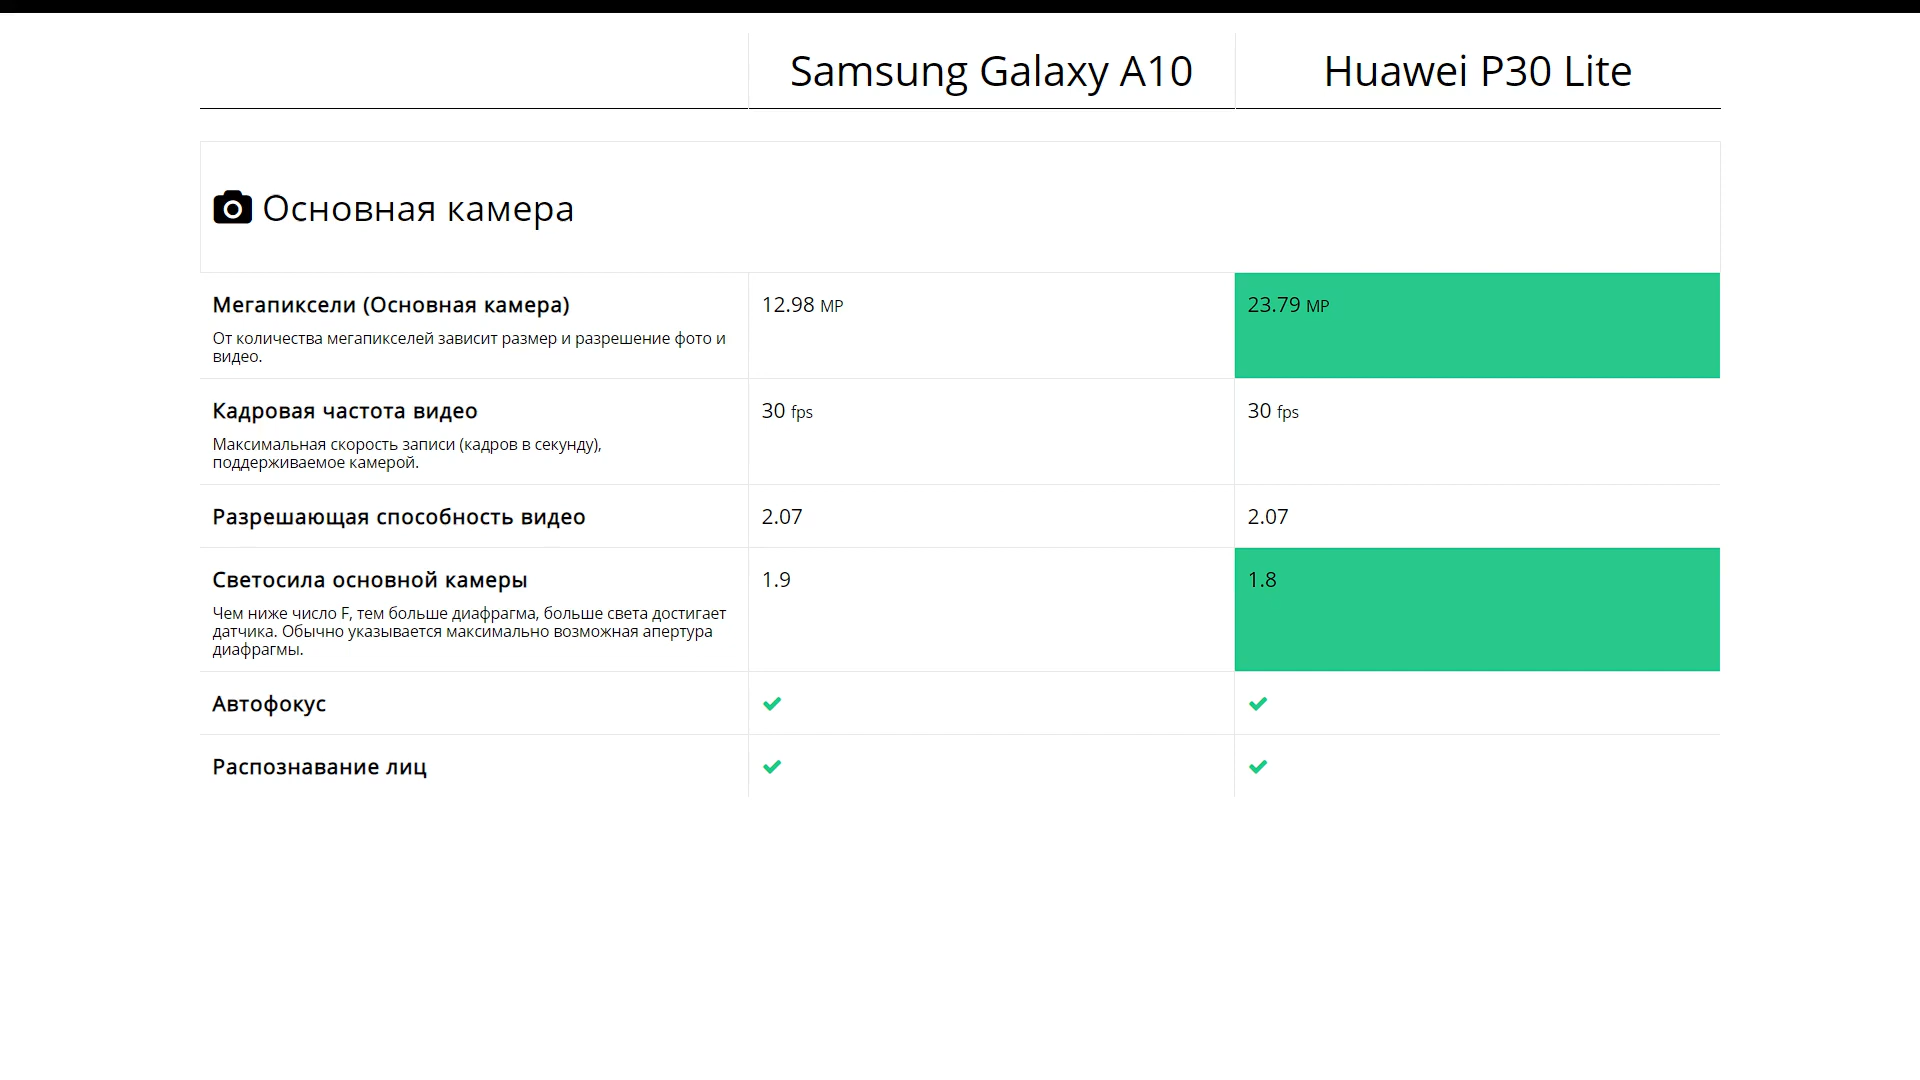 Samsung Galaxy A10
Huawei P30 Lite
Основная камера
Мегапиксели (Основная камера)
12.98 MP
23.79 MP
От количества мегапикселей зависит размер и разрешение фото и
видео.
Кадровая частота видео
30 fps
30 fps
Максимальная скорость записи (кадров в секунду),
поддерживаемое камерой.
Разрешающая способность видео
2.07
2.07
Светосила основной камеры
1.9
1.8
Чем ниже число F, тем больше диафрагма, больше света достигает
датчика. Обычно указывается максимально возможная апертура
диафрагмы.
Автофокус
Распознавание лиц